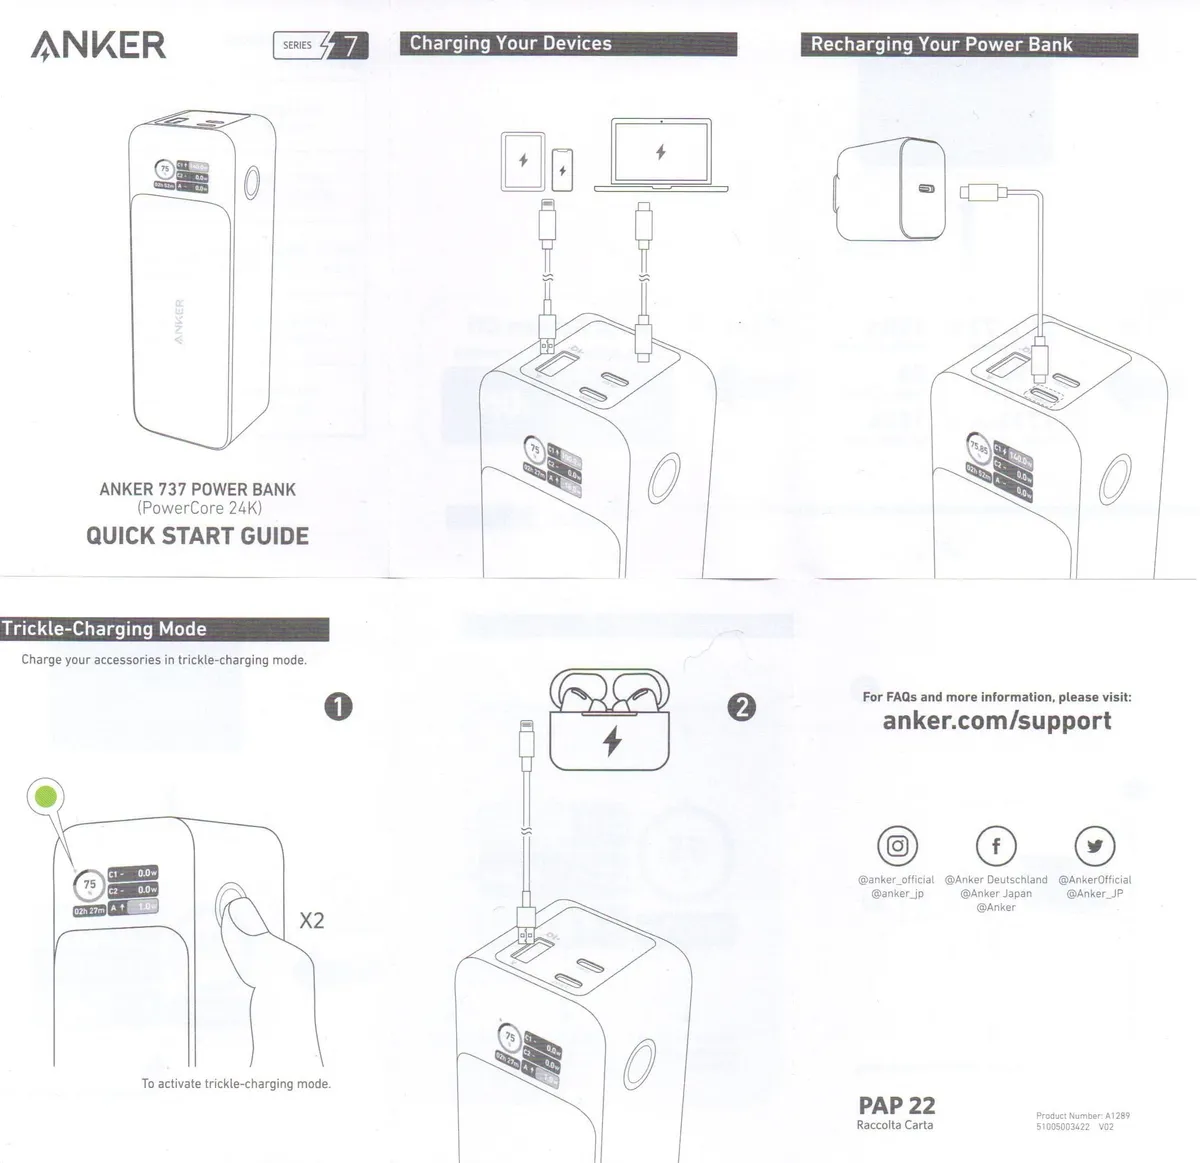 ANKER
SERIES 7
75
C1 ↑
C2 - 0.0w
02h 52m A - 0.0w
ANKER
ANKER 737 POWER BANK
(PowerCore 24K)
QUICK START GUIDE
Charging Your Devices
75
%
C1 ↑
C2 - 0.0w
02h 27m A ↑
Recharging Your Power Bank
75.85
%
C1 140.0w
C2 - 0.0w
02h 52m A - 0.0w
Trickle-Charging Mode
Charge your accessories in trickle-charging mode.
1
75
%
C1 - 0.0w
C2 - 0.0w
02h 27m A ↑ 1.0w
X2
To activate trickle-charging mode.
2
75
%
C1 - 0.0w
C2 - 0.0w
02h 27m A ↑ 1.0w
For FAQs and more information, please visit:
anker.com/support
@anker_official
@anker_jp
@Anker Deutschland
@Anker Japan
@Anker
@AnkerOfficial
@Anker_JP
PAP 22
Raccolta Carta
Product Number: A1289
51005003422 V02